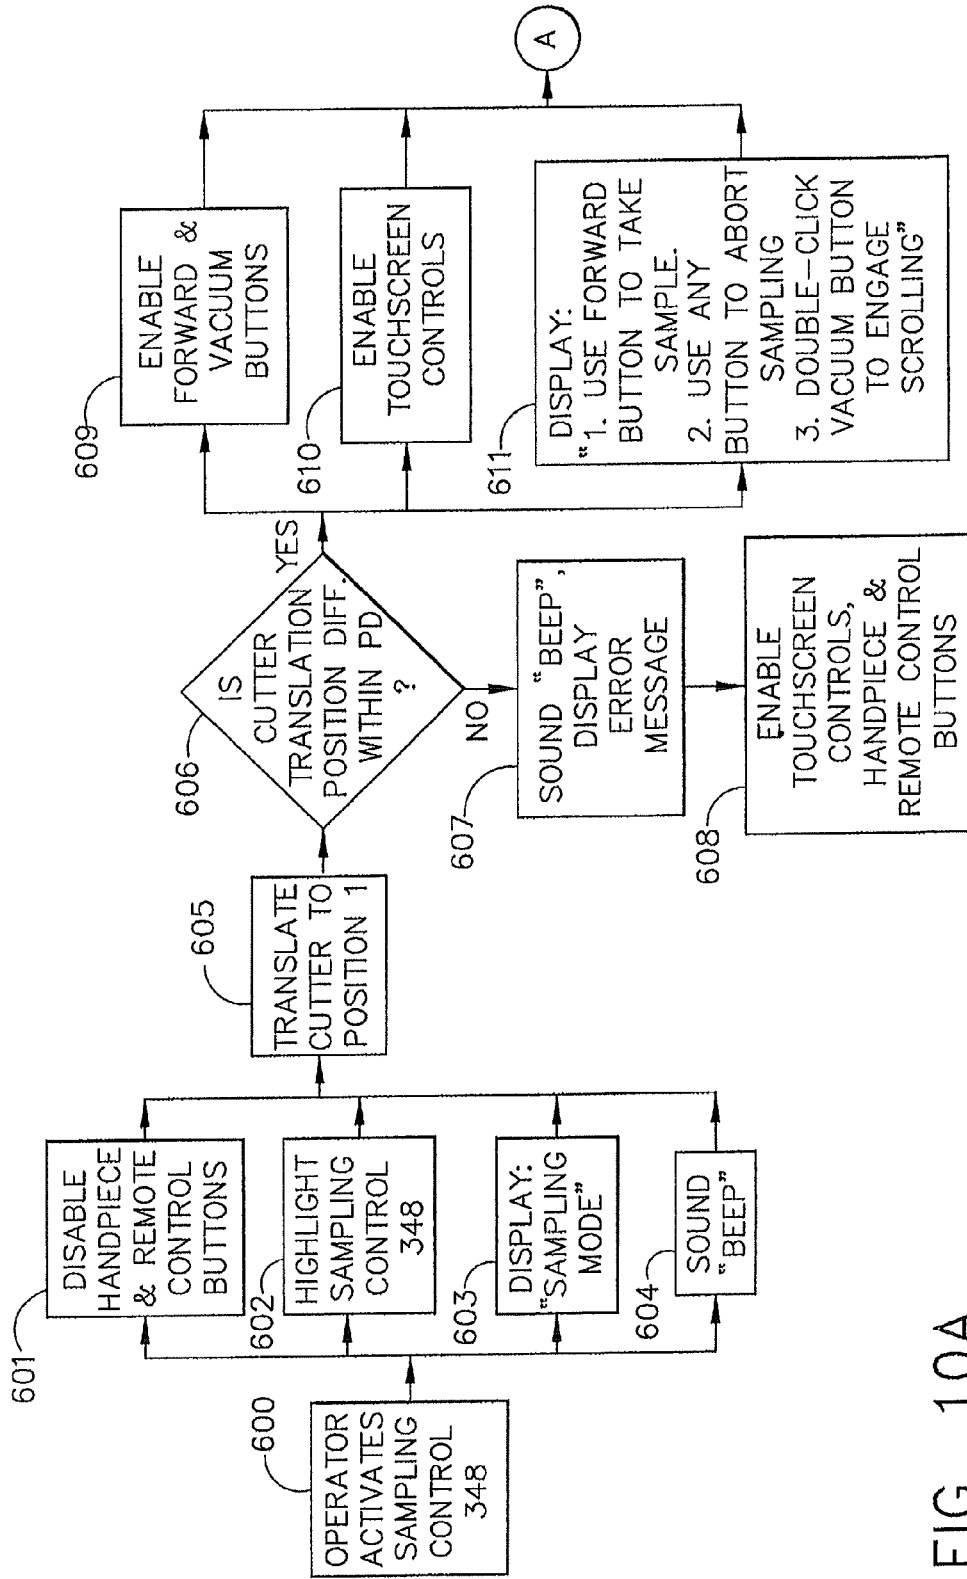 600
OPERATOR
ACTIVATES
SAMPLING
CONTROL
348
601
DISABLE
HANDPIECE
& REMOTE
CONTROL
BUTTONS
602
HIGHLIGHT
SAMPLING
CONTROL
348
603
DISPLAY:
“SAMPLING
MODE”
604
SOUND
“BEEP”
605
TRANSLATE
CUTTER TO
POSITION 1
606
IS
CUTTER
TRANSLATION
POSITION DIFF.
WITHIN PD
?
YES
NO
607
SOUND “BEEP”,
DISPLAY
ERROR
MESSAGE
608
ENABLE
TOUCHSCREEN
CONTROLS,
HANDPIECE &
REMOTE CONTROL
BUTTONS
609
ENABLE
FORWARD &
VACUUM
BUTTONS
610
ENABLE
TOUCHSCREEN
CONTROLS
611
DISPLAY:
“1. USE FORWARD
BUTTON TO TAKE
SAMPLE.
2. USE ANY
BUTTON TO ABORT
SAMPLING
3. DOUBLE-CLICK
VACUUM BUTTON
TO ENGAGE
SCROLLING”
A
FIG. 10A